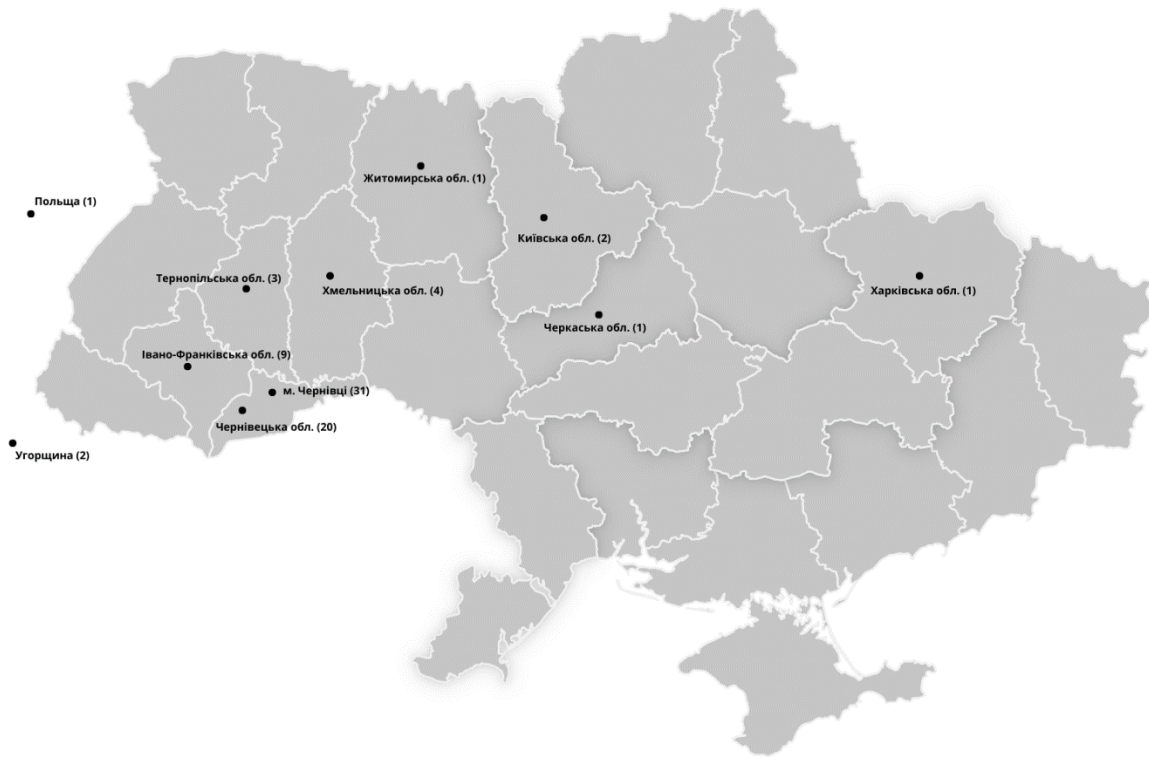 Житомирська обл. (1)
Польща (1)
Київська обл. (2)
Тернопільська обл. (3)
Хмельницька обл. (4)
Харківська обл. (1)
Черкаська обл. (1)
Івано-Франківська обл. (9)
м. Чернівці (31)
Чернівецька обл. (20)
Угорщина (2)